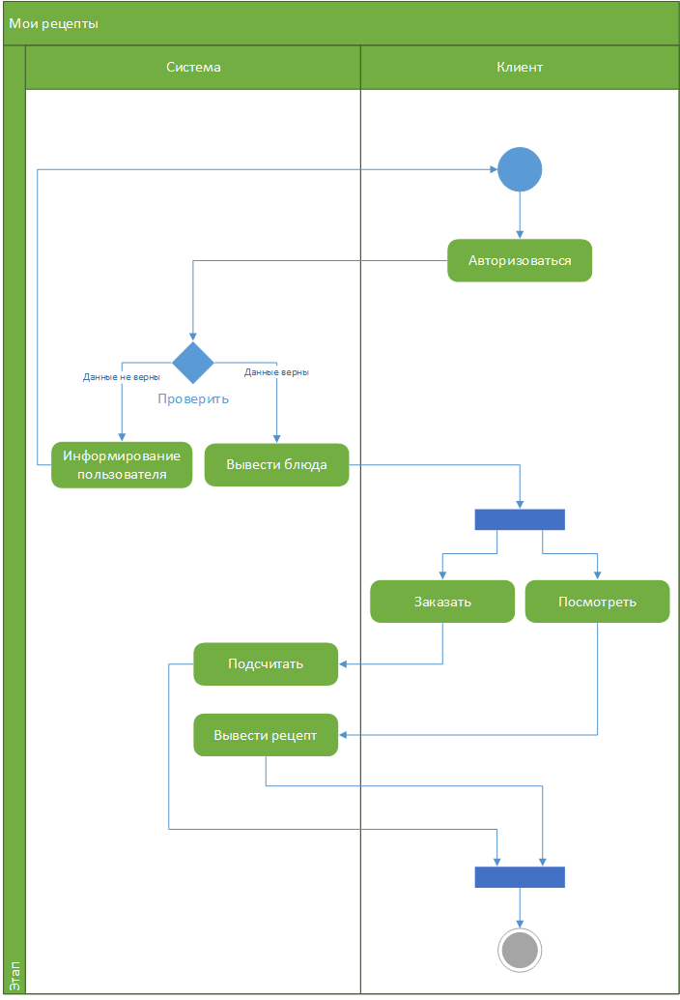 Мои рецепты
Система
Клиент
Авторизоваться
Данные не верны
Данные верны
Проверить
Информирование
пользователя
Вывести блюда
Заказать
Посмотреть
Подсчитать
Вывести рецепт
Этап